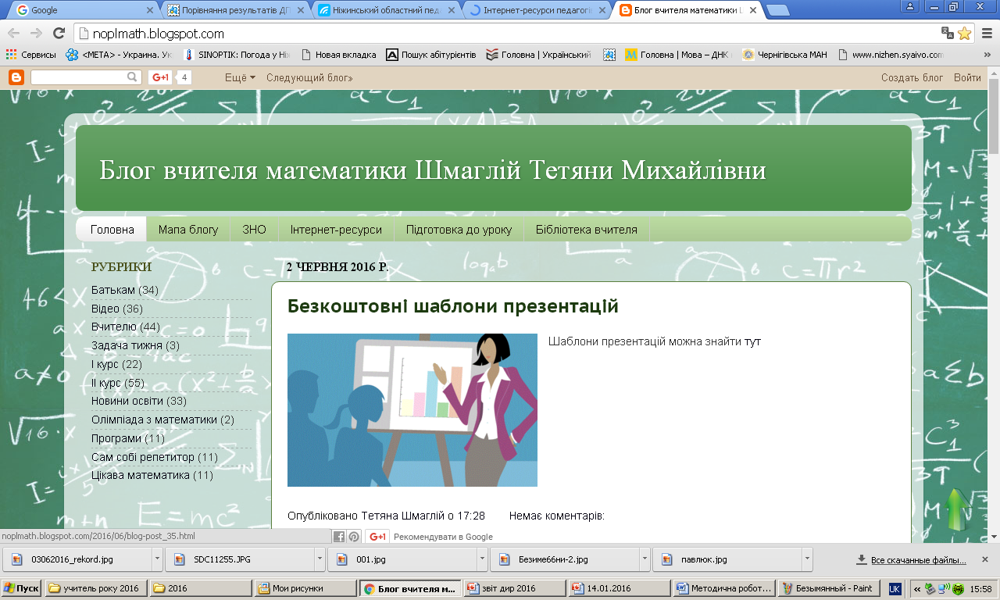 Google
Порівняння результатів ДП
Ніжинський обласний пед
Інтернет-ресурси педагогів
Блог вчителя математики Ш
noplmath.blogspot.com
Сервисы
<META> - Украина. Ук
SINOPTIK: Погода у Ніж
Новая вкладка
Пошук абітурієнтів
Головна | Український
Головна | Мова – ДНК
Чернігівська МАН
www.nizhen.syaivo.com
»
G+1 4
Ещё
Следующий блог»
Создать блог
Войти
Блог вчителя математики Шмаглій Тетяни Михайлівни
Головна
Мапа блогу
ЗНО
Інтернет-ресурси
Підготовка до уроку
Бібліотека вчителя
РУБРИКИ
Батькам (34)
Відео (36)
Вчителю (44)
Задача тижня (3)
І курс (22)
ІІ курс (55)
Новини освіти (33)
Олімпіада з математики (2)
Програми (11)
Сам собі репетитор (11)
Цікава математика (11)
2 ЧЕРВНЯ 2016 Р.
Безкоштовні шаблони презентацій
Шаблони презентацій можна знайти тут
Опубліковано Тетяна Шмаглій о 17:28
Немає коментарів:
G+1 Рекомендувати в Google
noplmath.blogspot.com/2016/06/blog-post_35.html
03062016_rekord.jpg
SDC11255.JPG
001.jpg
Безиме66ни-3.jpg
павлюк.jpg
Все скачанные файлы...
Пуск
учитель року 2016
2016
Мои рисунки
Блог вчителя м...
звіт дир 2016
14.01.2016
Методична робот...
Безымянный - Paint
UK
«
15:58